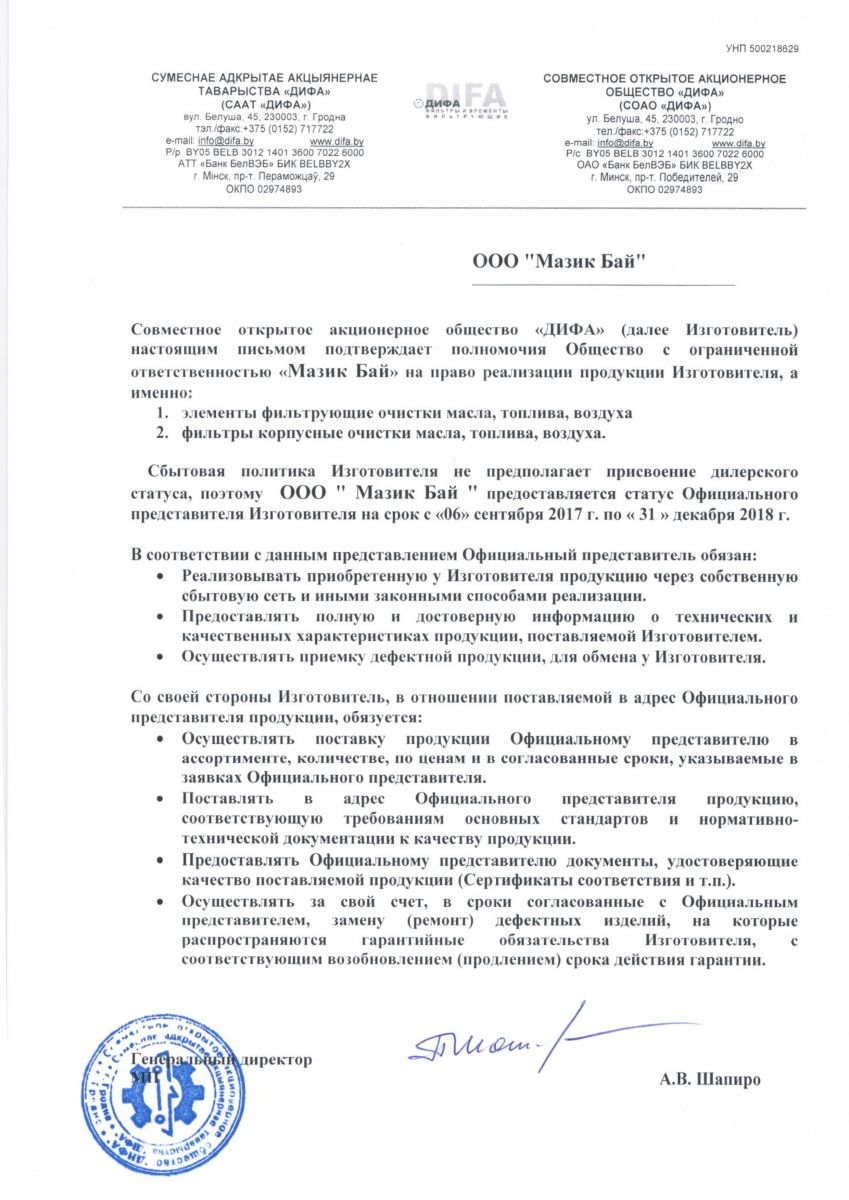 УНП 500218629
СУМЕСНАЕ АДКРЫТАЕ АКЦЫЯНЕРНАЕ
ТАВАРЫСТВА «ДИФА»
(СААТ «ДИФА»)
вул. Белуша, 45, 230003, г. Гродна
тэл./факс:+375 (0152) 717722
e-mail: info@difa.by www.difa.by
Р/р BY05 BELB 3012 1401 3600 7022 6000
АТТ «Банк БелВЭБ» БИК BELBBY2X
г. Мінск, пр-т. Пераможцаў, 29
ОКПО 02974893
DIFA
ДИФА
ФИЛЬТРЫ И ЭЛЕМЕНТЫ
ФИЛЬТРУЮЩИЕ
СОВМЕСТНОЕ ОТКРЫТОЕ АКЦИОНЕРНОЕ
ОБЩЕСТВО «ДИФА»
(СОАО «ДИФА»)
ул. Белуша, 45, 230003, г. Гродно
тел./факс:+375 (0152) 717722
e-mail: info@difa.by www.difa.by
Р/с BY05 BELB 3012 1401 3600 7022 6000
ОАО «Банк БелВЭБ» БИК BELBBY2X
г. Минск, пр-т. Победителей, 29
ОКПО 02974893
ООО "Мазик Бай"
Совместное открытое акционерное общество «ДИФА» (далее Изготовитель)
настоящим письмом подтверждает полномочия Общество с ограниченной
ответственностью «Мазик Бай» на право реализации продукции Изготовителя, а
именно:
1. элементы фильтрующие очистки масла, топлива, воздуха
2. фильтры корпусные очистки масла, топлива, воздуха.
Сбытовая политика Изготовителя не предполагает присвоение дилерского
статуса, поэтому ООО " Мазик Бай " предоставляется статус Официального
представителя Изготовителя на срок с «06» сентября 2017 г. по « 31 » декабря 2018 г.
В соответствии с данным представлением Официальный представитель обязан:
• Реализовывать приобретенную у Изготовителя продукцию через собственную
сбытовую сеть и иными законными способами реализации.
• Предоставлять полную и достоверную информацию о технических и
качественных характеристиках продукции, поставляемой Изготовителем.
• Осуществлять приемку дефектной продукции, для обмена у Изготовителя.
Со своей стороны Изготовитель, в отношении поставляемой в адрес Официального
представителя продукции, обязуется:
• Осуществлять поставку продукции Официальному представителю в
ассортименте, количестве, по ценам и в согласованные сроки, указываемые в
заявках Официального представителя.
• Поставлять в адрес Официального представителя продукцию,
соответствующую требованиям основных стандартов и нормативно-
технической документации к качеству продукции.
• Предоставлять Официальному представителю документы, удостоверяющие
качество поставляемой продукции (Сертификаты соответствия и т.п.).
• Осуществлять за свой счет, в сроки согласованные с Официальным
представителем, замену (ремонт) дефектных изделий, на которые
распространяются гарантийные обязательства Изготовителя, с
соответствующим возобновлением (продлением) срока действия гарантии.
Генеральный директор
МП
А.В. Шапиро